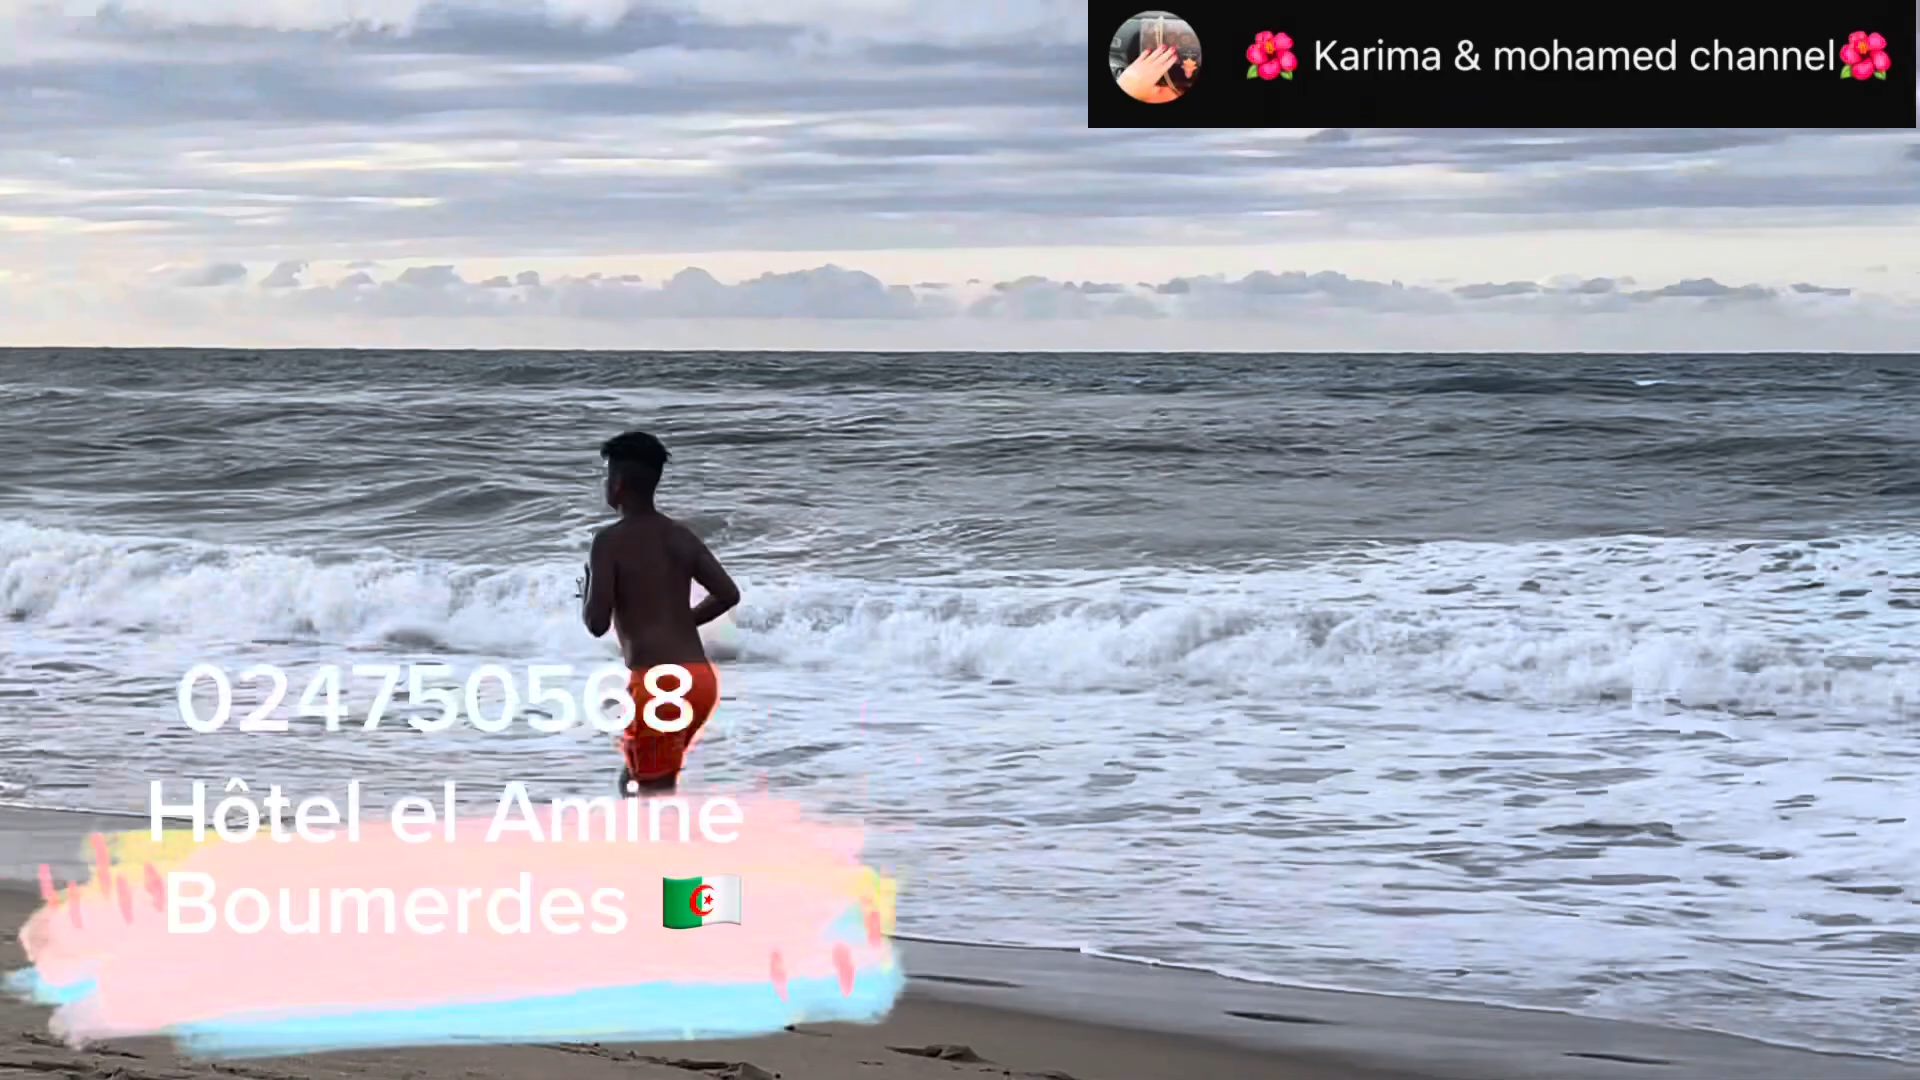 🌺 Karima & mohamed channel🌺
024750568
Hôtel el Amine
Boumerdes 🇩🇿